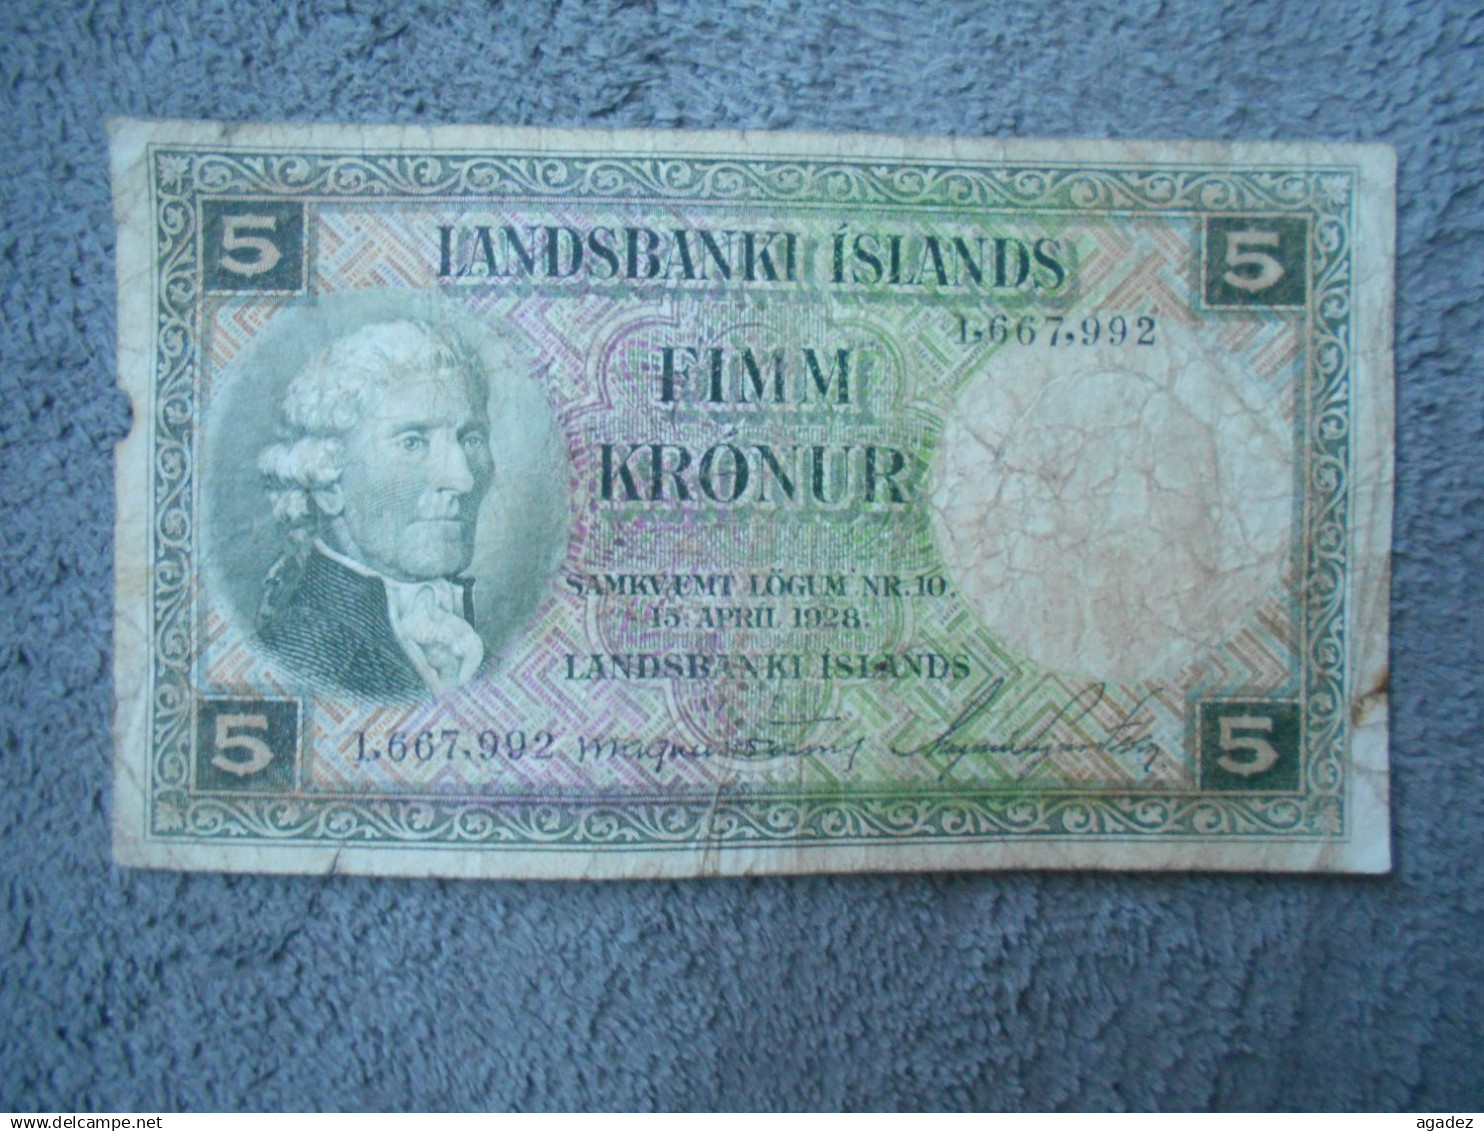 5 5
LANDSBANKI ÍSLANDS
L,667,992
FIMM
KRÓNUR
SAMKVÆMT LÖGUM NR. 10.
15. APRIL 1928.
LANDSBANKI ÍSLANDS
5 5
L,667,992
delcampe.net
agadez